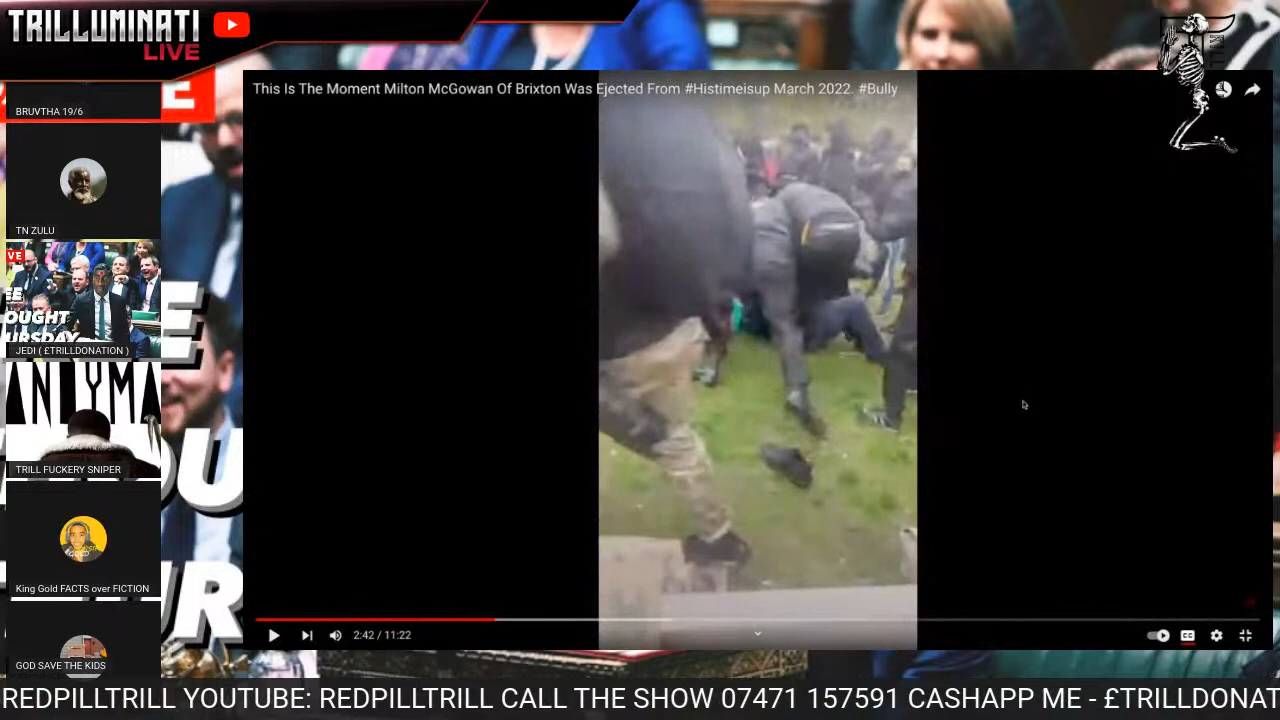 TRILLUMINATI
LIVE
BRUVTHA 19/6
TN ZULU
JEDI ( £TRILLDONATION )
TRILL FUCKERY SNIPER
King Gold FACTS over FICTION
GOD SAVE THE KIDS
This Is The Moment Milton McGowan Of Brixton Was Ejected From #Histimeisup March 2022. #Bully
2:42 / 11:22
CC
REDPILLTRILL YOUTUBE: REDPILLTRILL CALL THE SHOW 07471 157591 CASHAPP ME - £TRILLDONAT